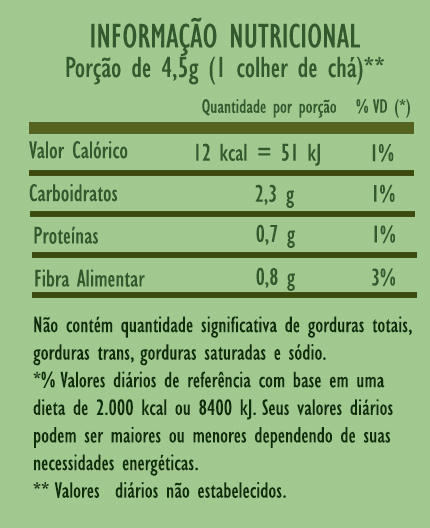 INFORMAÇÃO NUTRICIONAL
Porção de 4,5g (1 colher de chá)**
Quantidade por porção % VD (*)
Valor Calórico 12 kcal = 51 kJ 1%
Carboidratos 2,3 g 1%
Proteínas 0,7 g 1%
Fibra Alimentar 0,8 g 3%
Não contém quantidade significativa de gorduras totais,
gorduras trans, gorduras saturadas e sódio.
*% Valores diários de referência com base em uma
dieta de 2.000 kcal ou 8400 kJ. Seus valores diários
podem ser maiores ou menores dependendo de suas
necessidades energéticas.
** Valores diários não estabelecidos.